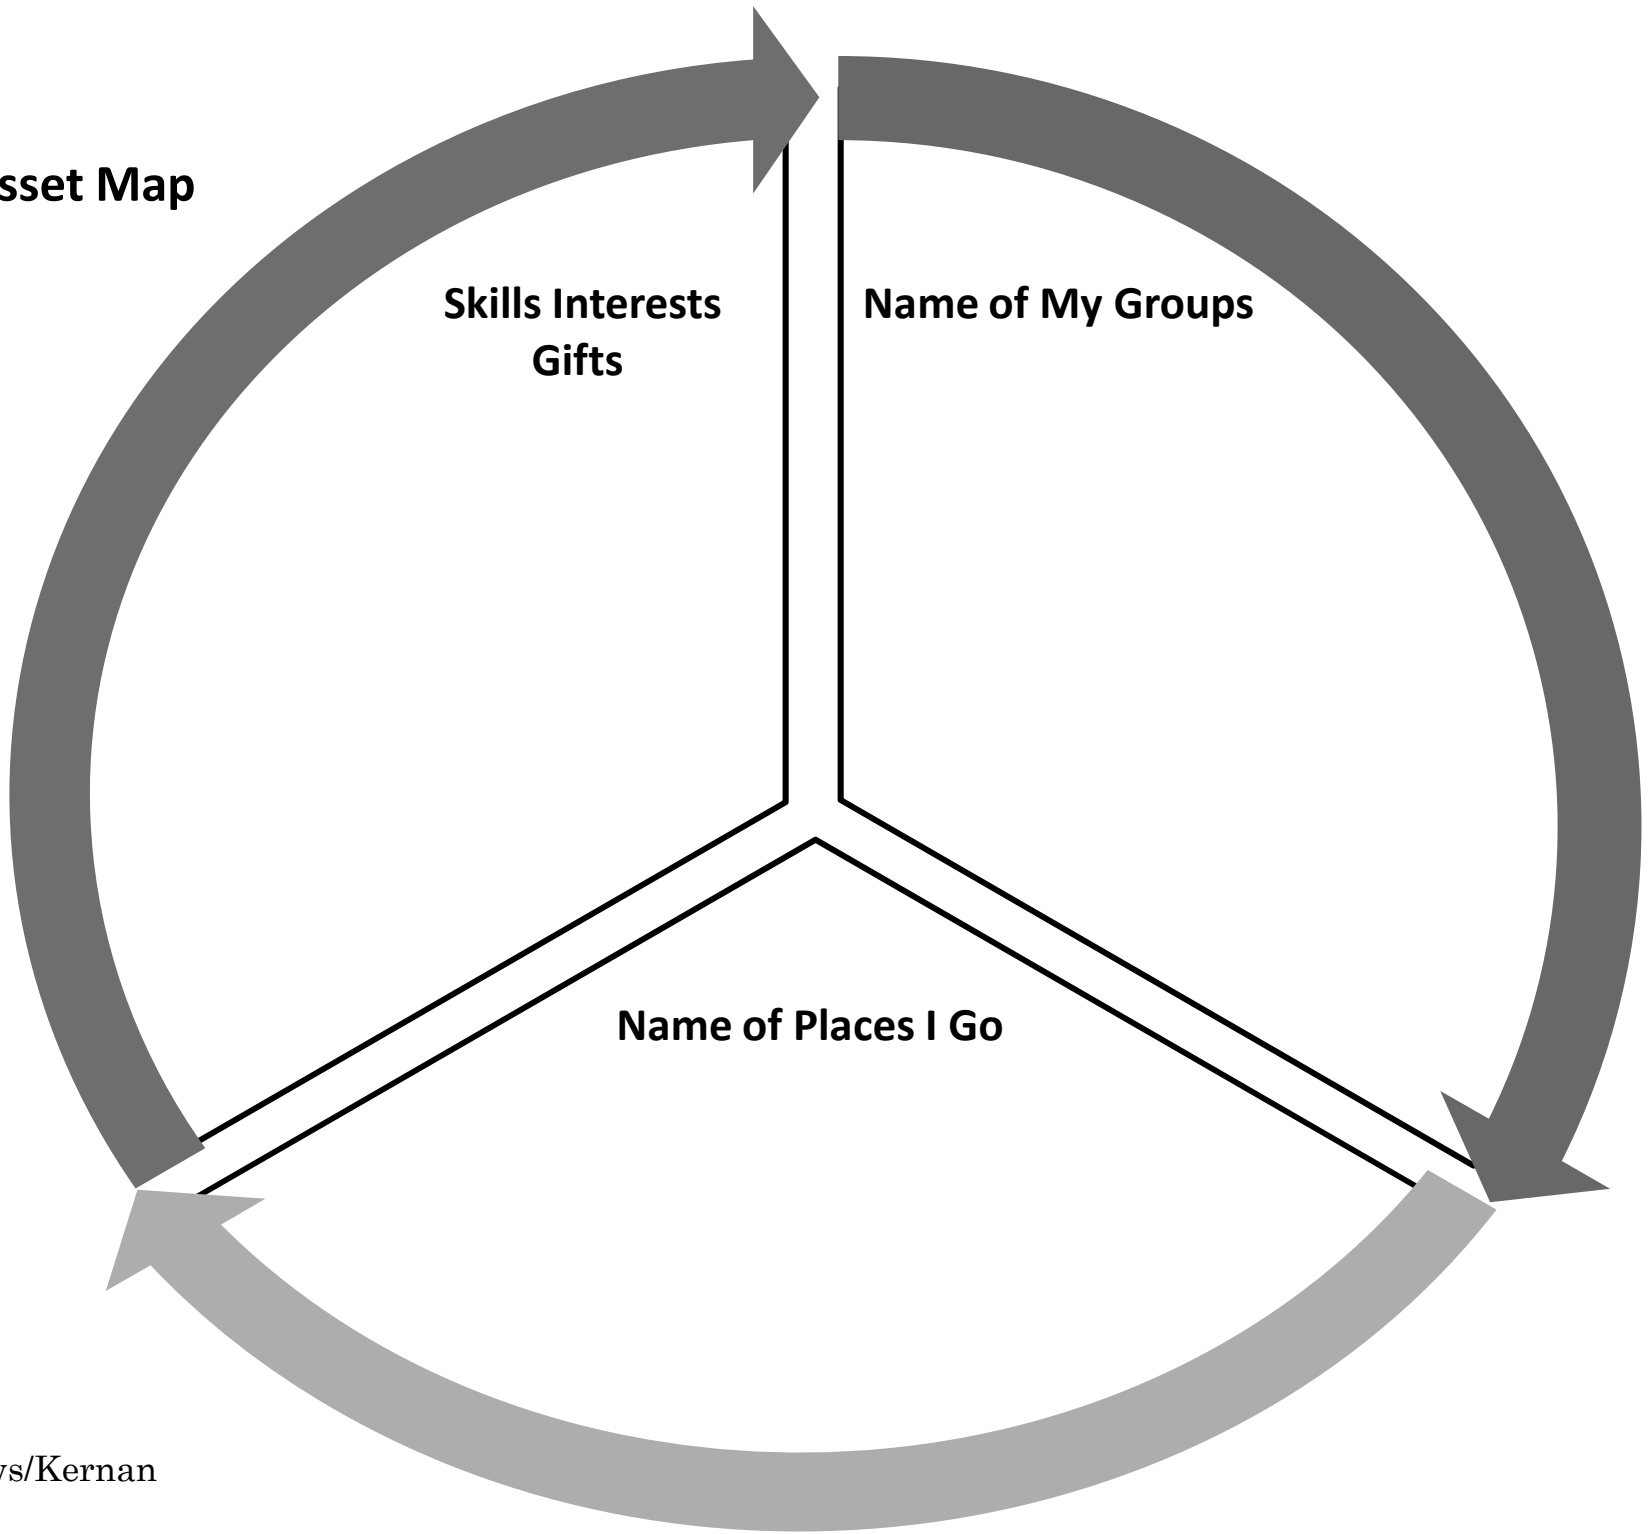 sset Map
Skills Interests
Gifts
Name of My Groups
Name of Places I Go
vs/Kernan